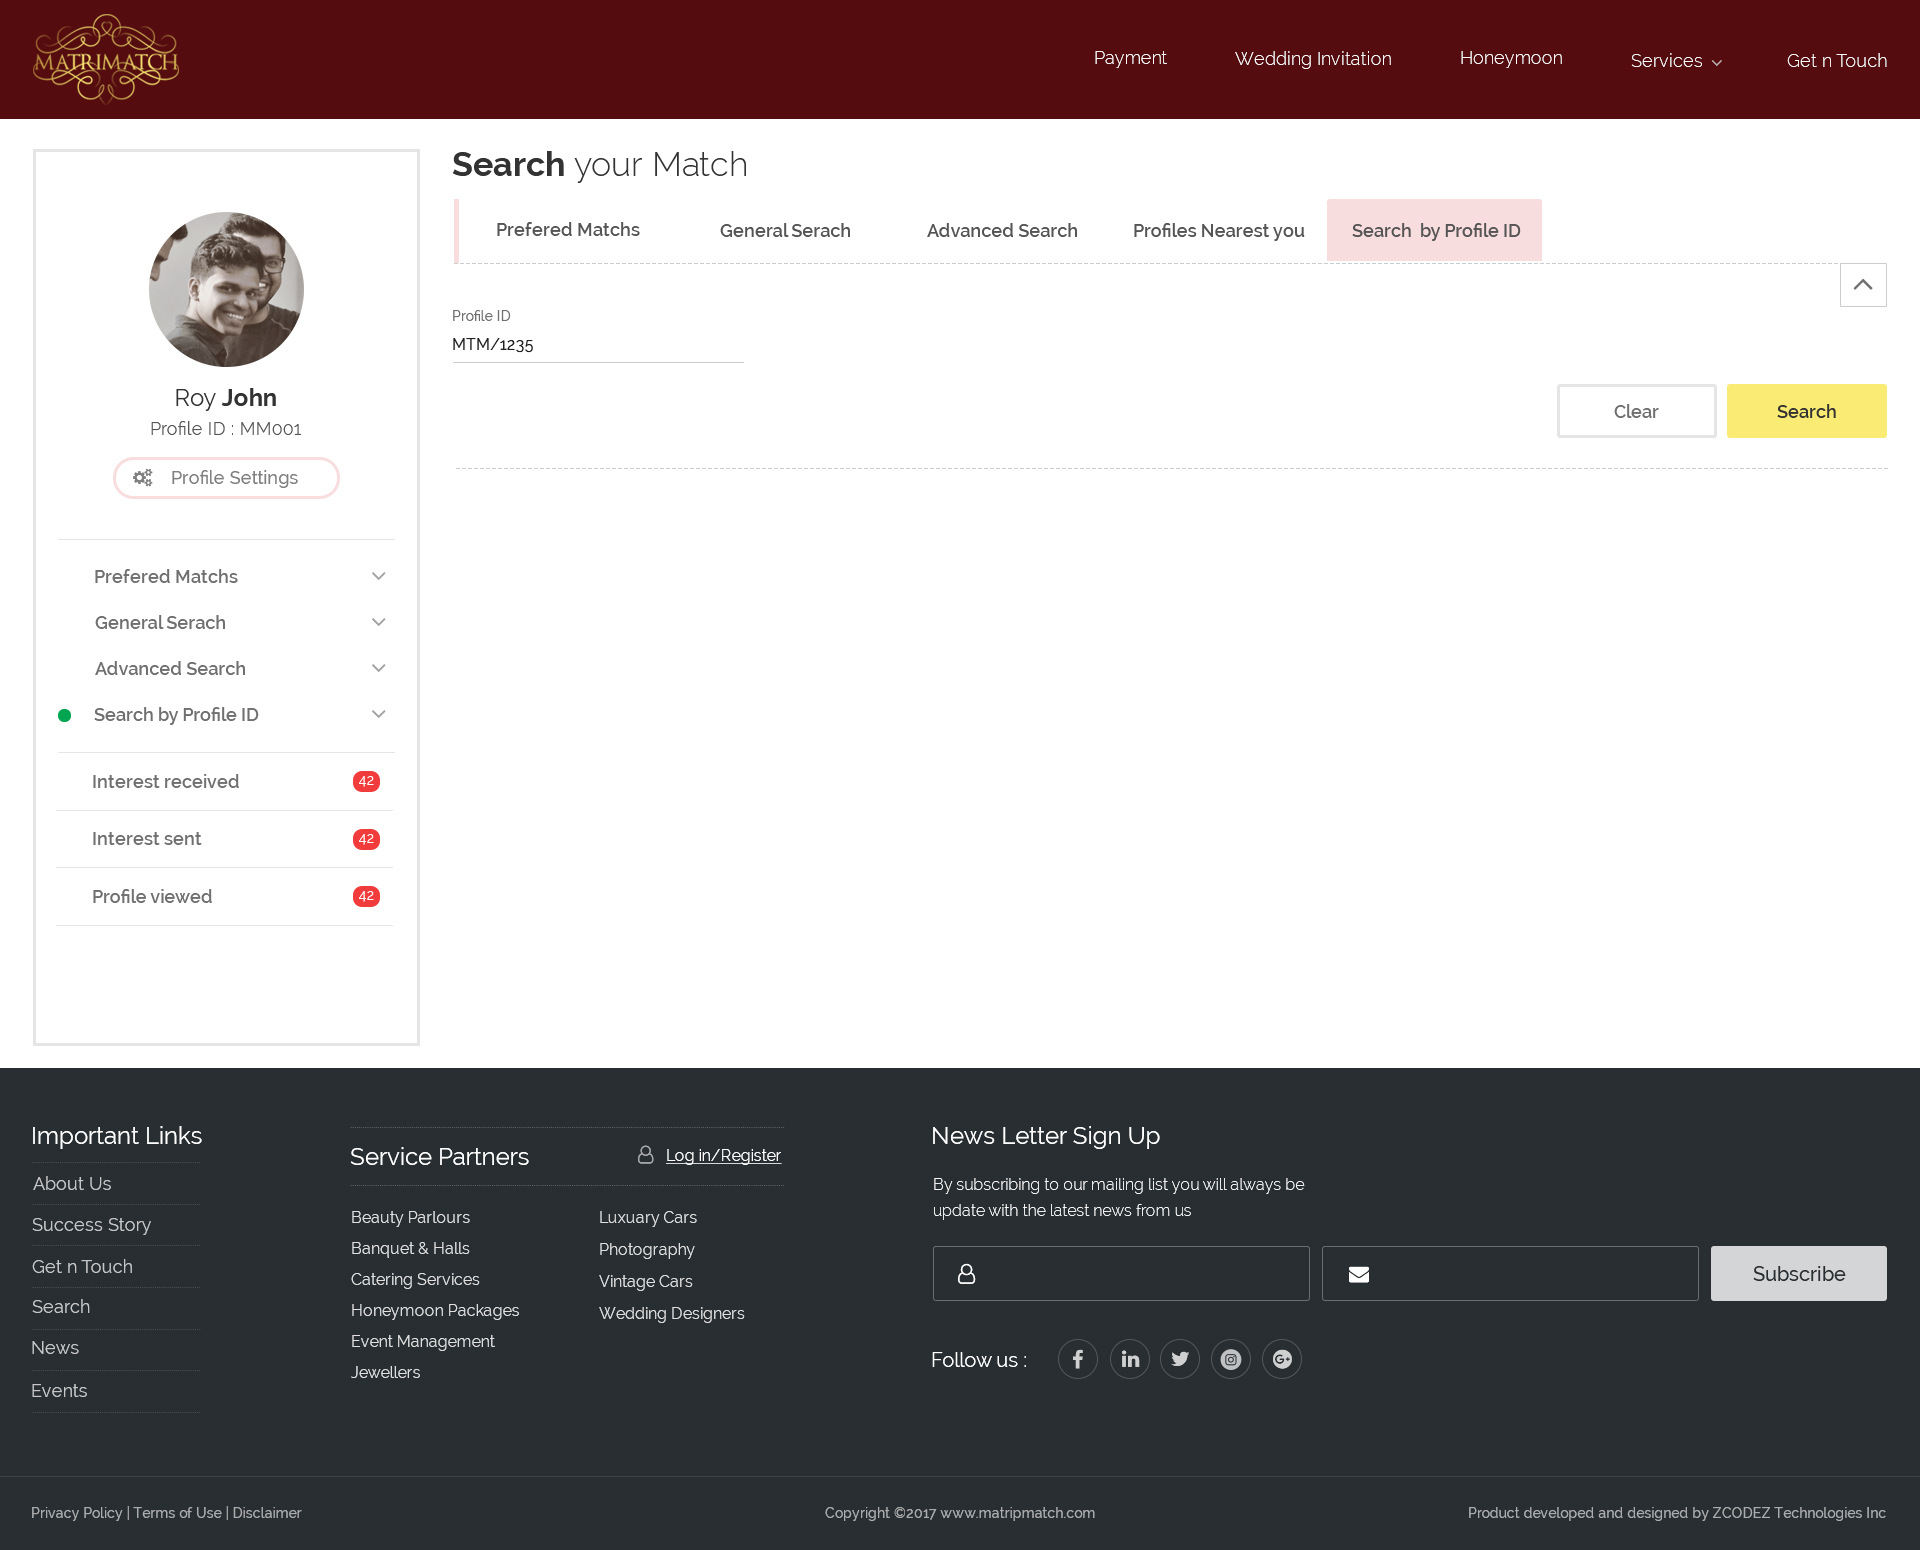 MATRIMATCH
Payment
Wedding Invitation
Honeymoon
Services
Get n Touch
Roy John
Profile ID : MM001
Profile Settings
Prefered Matchs
General Serach
Advanced Search
Search by Profile ID
Interest received 42
Interest sent 42
Profile viewed 42
Search your Match
Prefered Matchs
General Serach
Advanced Search
Profiles Nearest you
Search by Profile ID
Profile ID
MTM/1235
Clear
Search
Important Links
About Us
Success Story
Get n Touch
Search
News
Events
Service Partners
Log in/Register
Beauty Parlours
Banquet & Halls
Catering Services
Honeymoon Packages
Event Management
Jewellers
Luxuary Cars
Photography
Vintage Cars
Wedding Designers
News Letter Sign Up
By subscribing to our mailing list you will always be
update with the latest news from us
Subscribe
Follow us :
Privacy Policy | Terms of Use | Disclaimer
Copyright ©2017 www.matripmatch.com
Product developed and designed by ZCODEZ Technologies Inc